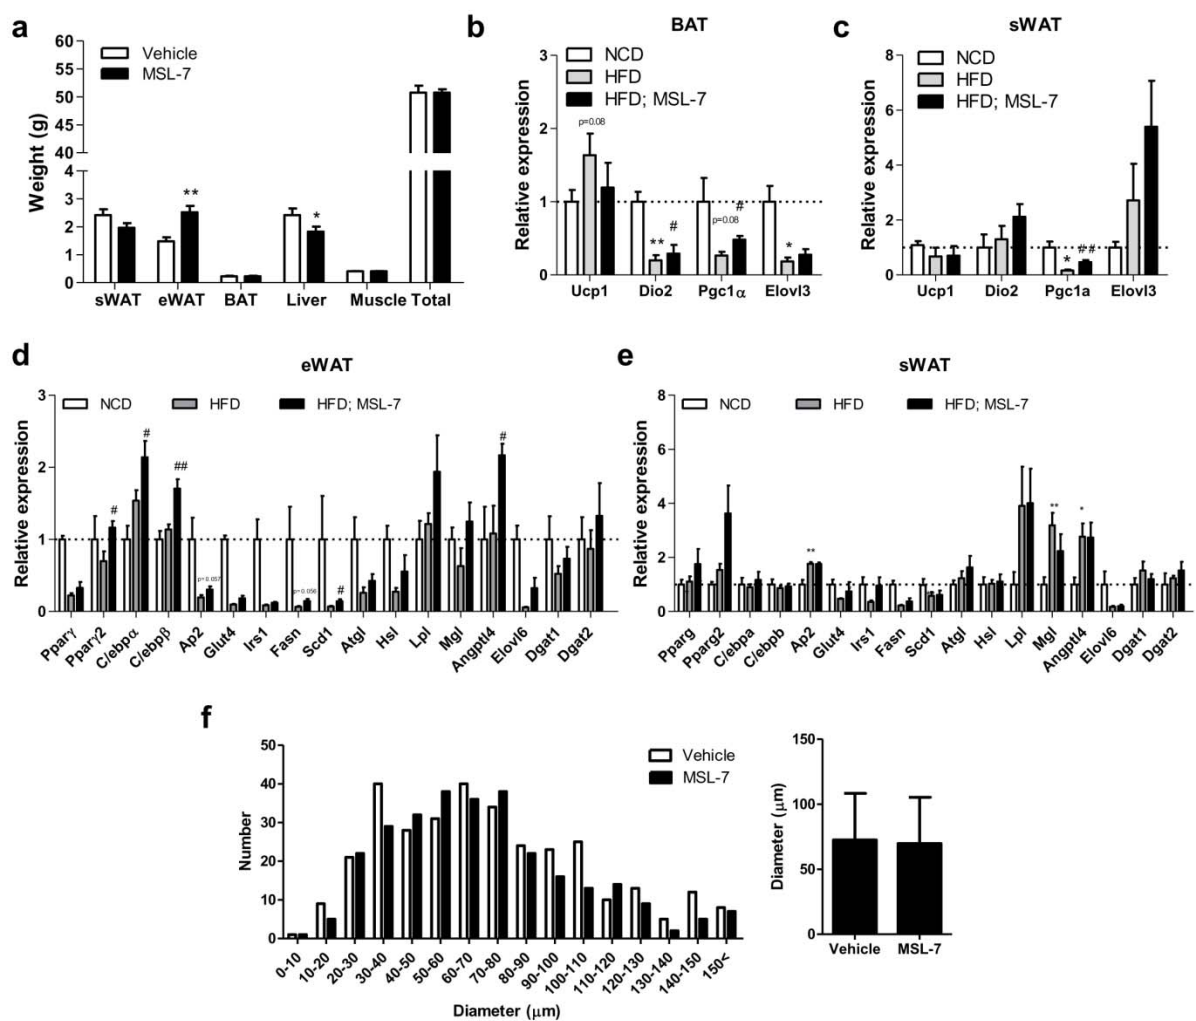 a
Weight (g)
60
55
50
45
40
4
3
2
1
0
Vehicle
MSL-7
**
*
sWAT eWAT BAT Liver Muscle Total
b
BAT
Relative expression
3
2
1
0
NCD
HFD
HFD; MSL-7
p=0.08
**
#
p=0.08
#
*
Ucp1 Dio2 Pgc1α Elovl3
c
sWAT
Relative expression
8
6
4
2
0
NCD
HFD
HFD; MSL-7
*
##
Ucp1 Dio2 Pgc1a Elovl3
d
eWAT
Relative expression
3
2
1
0
NCD HFD HFD; MSL-7
#
#
##
p=0.057
p=0.056
#
#
Pparγ Pparγ2 C/ebpα C/ebpβ Ap2 Glut4 Irs1 Fasn Scd1 Atgl Hsl Lpl Mgl Angptl4 Elovl6 Dgat1 Dgat2
e
sWAT
Relative expression
8
6
4
2
0
NCD HFD HFD; MSL-7
**
**
*
Pparg Pparg2 C/ebpa C/ebpb Ap2 Glut4 Irs1 Fasn Scd1 Atgl Hsl Lpl Mgl Angptl4 Elovl6 Dgat1 Dgat2
f
Number
50
40
30
20
10
0
Vehicle
MSL-7
0-10 10-20 20-30 30-40 40-50 50-60 60-70 70-80 80-90 90-100 100-110 110-120 120-130 130-140 140-150 150<
Diameter (μm)
Diameter (μm)
150
100
50
0
Vehicle MSL-7